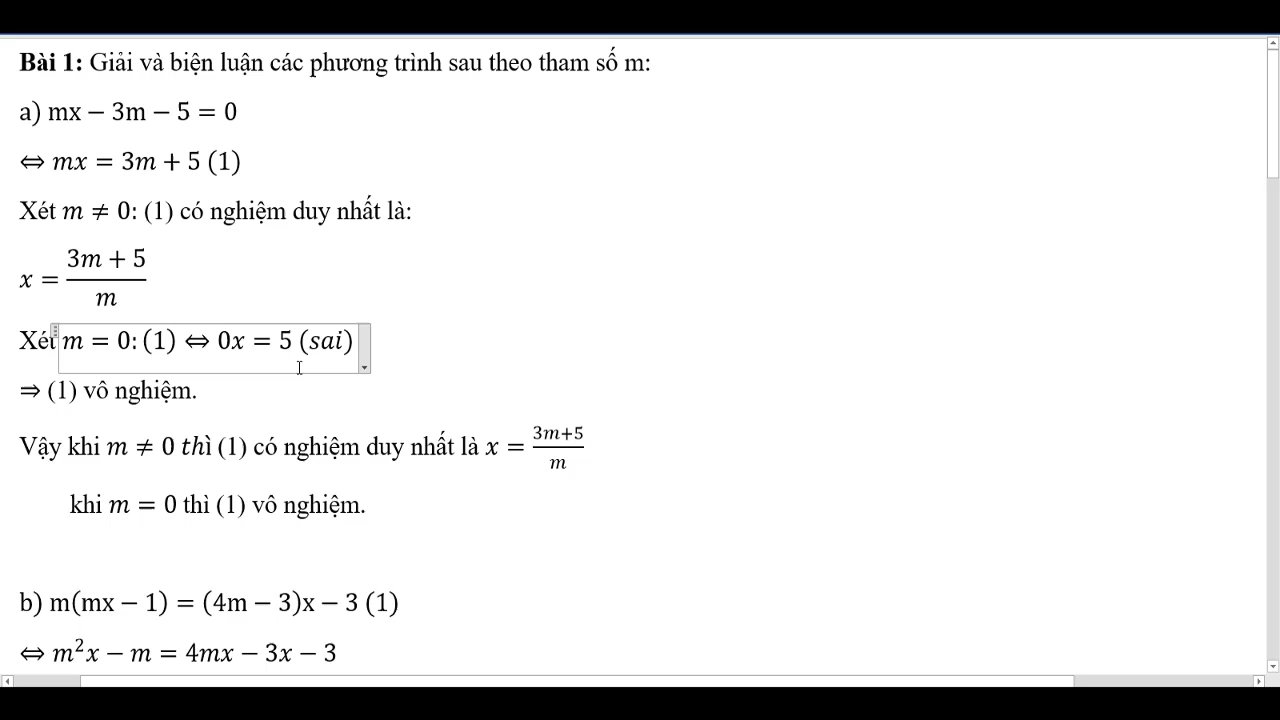 Bài 1: Giải và biện luận các phương trình sau theo tham số m:
a) mx − 3m − 5 = 0
⇔ mx = 3m + 5 (1)
Xét m ≠ 0: (1) có nghiệm duy nhất là:
x = (3m + 5)/m
Xét m = 0: (1) ⇔ 0x = 5 (sai)
⇒ (1) vô nghiệm.
Vậy khi m ≠ 0 thì (1) có nghiệm duy nhất là x = (3m+5)/m
khi m = 0 thì (1) vô nghiệm.
b) m(mx − 1) = (4m − 3)x − 3 (1)
⇔ m²x − m = 4mx − 3x − 3